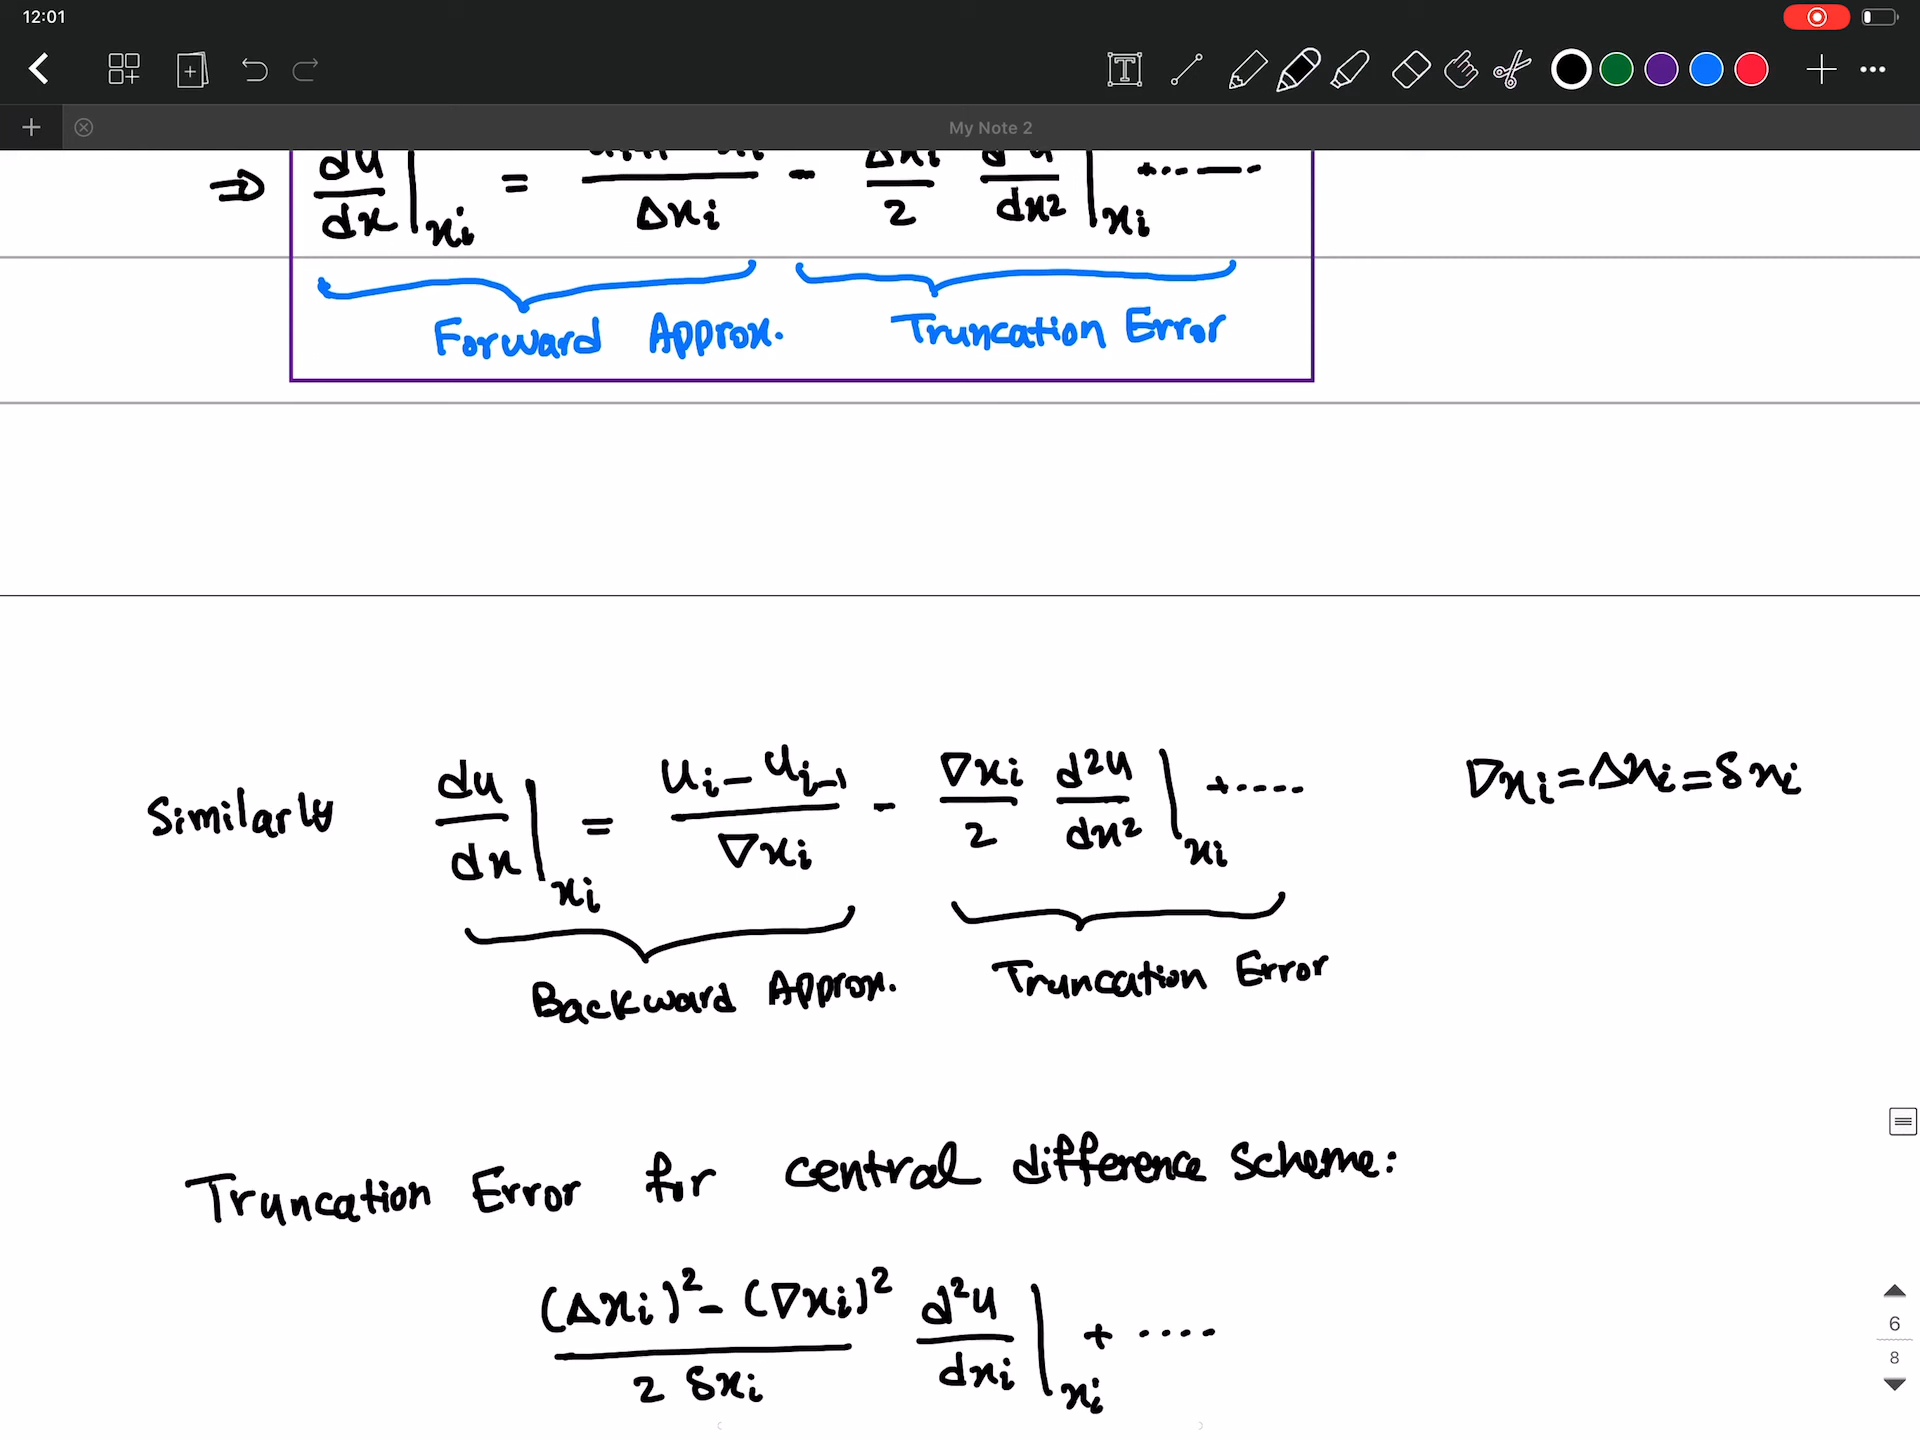 12:01
My Note 2
⇒ du/dx |xi = / Δxi - Δxi/2 d²u/dx² |xi +......
Forward Approx. Truncation Error
Similarly du/dx |xi = ui - ui-1 / ∇xi - ∇xi/2 d²u/dx² |xi +..... ∇xi = Δxi = δxi
Backward Approx. Truncation Error
Truncation Error for central difference scheme:
(Δxi)² - (∇xi)² / 2 δxi d²u/dxi |xi + .....
6
8